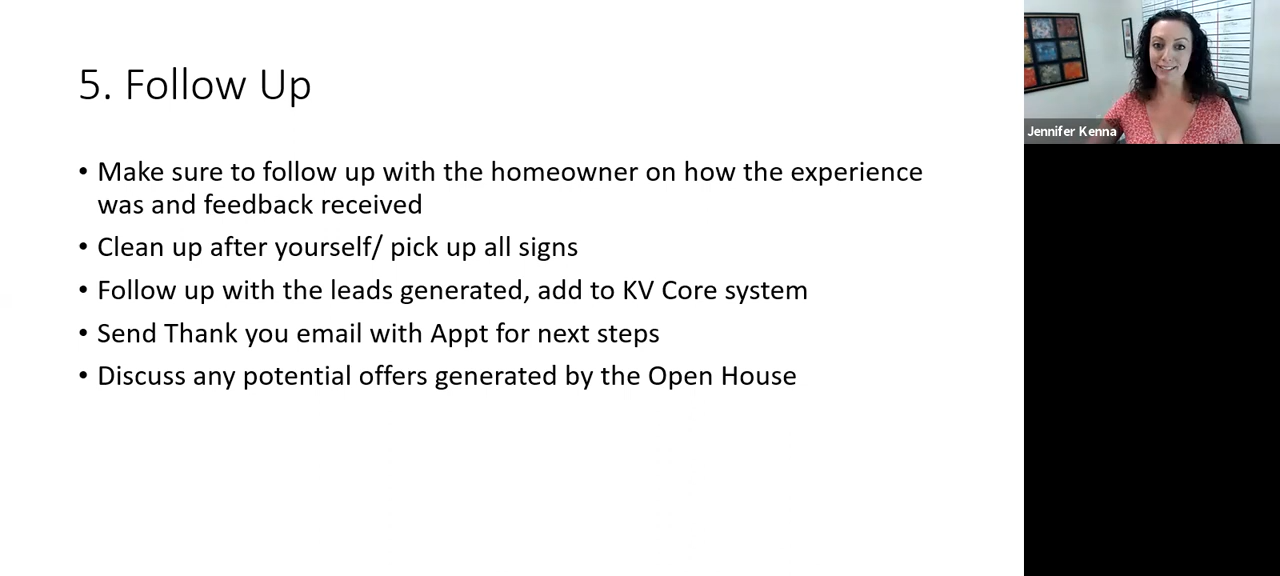 5. Follow Up
• Make sure to follow up with the homeowner on how the experience
was and feedback received
• Clean up after yourself/ pick up all signs
• Follow up with the leads generated, add to KV Core system
• Send Thank you email with Appt for next steps
• Discuss any potential offers generated by the Open House
Jennifer Kenna